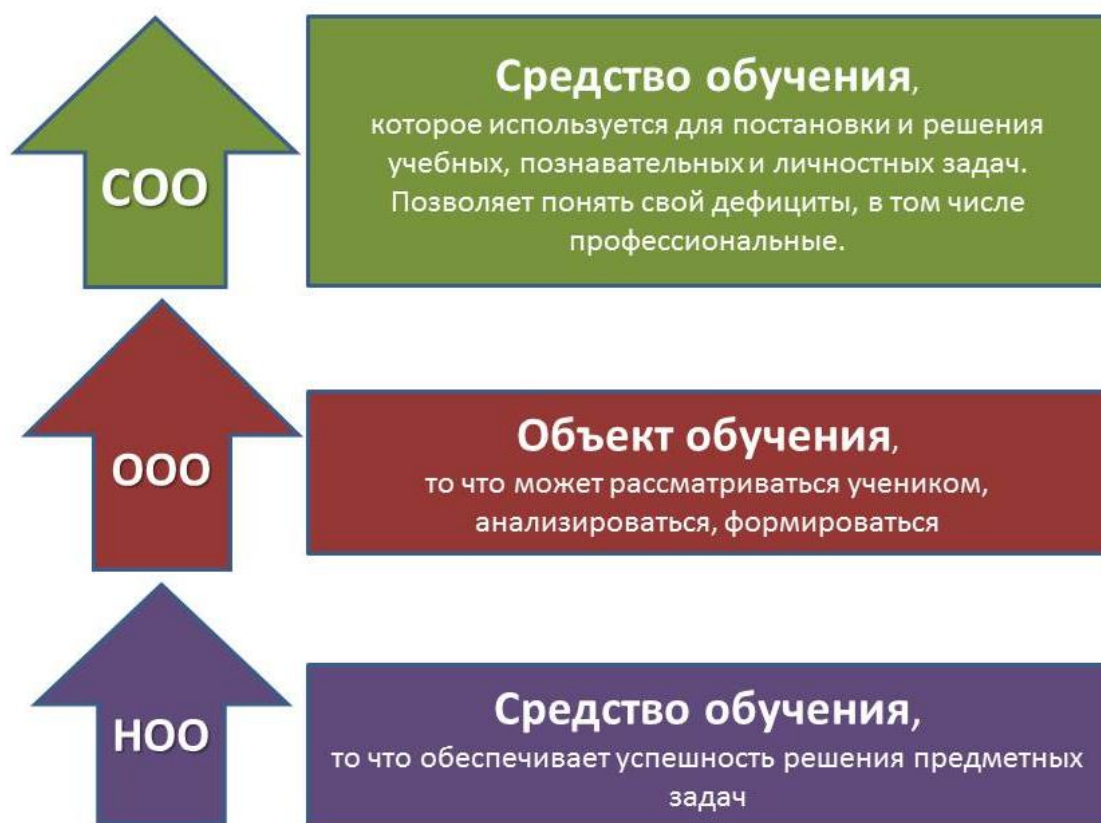 СОО
Средство обучения,
которое используется для постановки и решения
учебных, познавательных и личностных задач.
Позволяет понять свой дефициты, в том числе
профессиональные.
ООО
Объект обучения,
то что может рассматриваться учеником,
анализироваться, формироваться
НОО
Средство обучения,
то что обеспечивает успешность решения предметных
задач